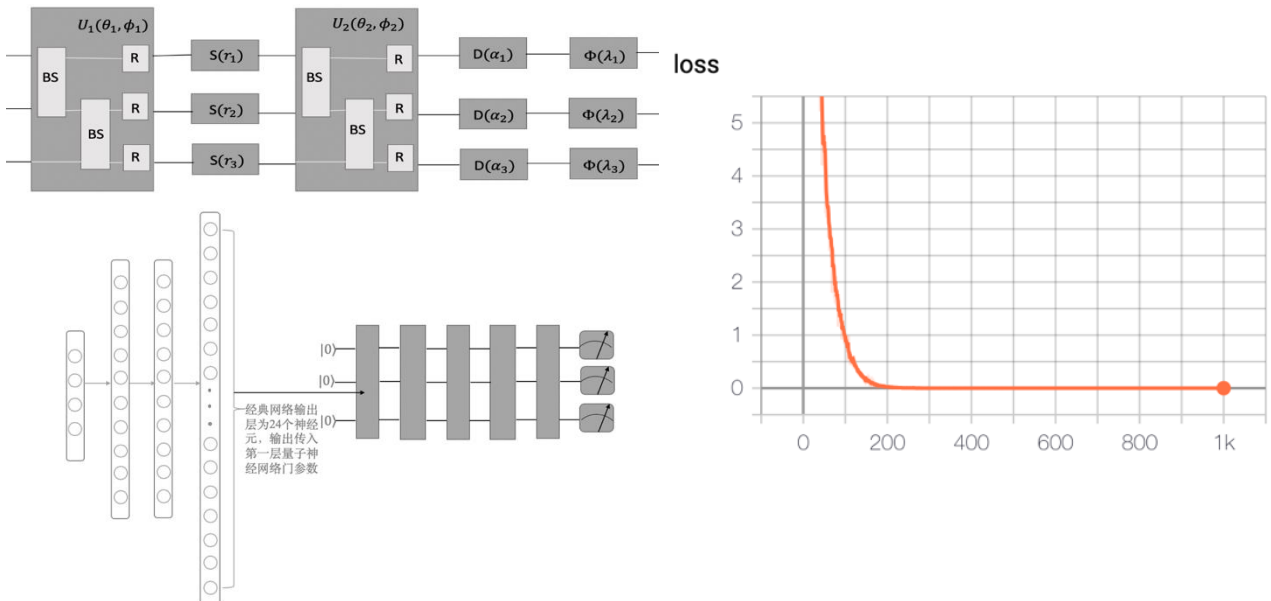 U₁(θ₁,ϕ₁)
BS
BS
R
R
R
S(r₁)
S(r₂)
S(r₃)
U₂(θ₂,ϕ₂)
BS
BS
R
R
R
D(α₁)
D(α₂)
D(α₃)
Φ(λ₁)
Φ(λ₂)
Φ(λ₃)
|0⟩
|0⟩
|0⟩
经典网络输出
层为24个神经
元，输出传入
第一层量子神
经网络门参数
loss
5
4
3
2
1
0
0 200 400 600 800 1k